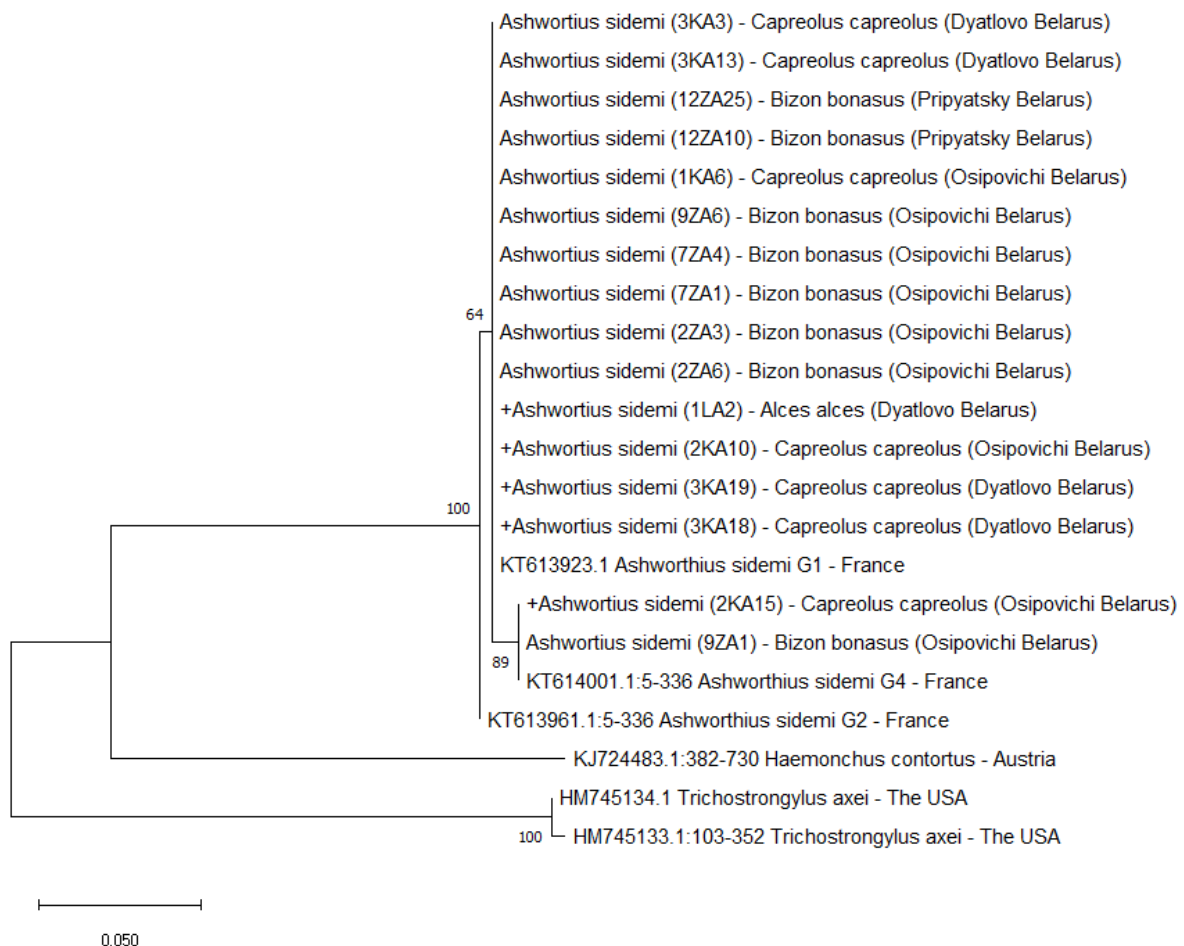 Ashwortius sidemi (3KA3) - Capreolus capreolus (Dyatlovo Belarus)
Ashwortius sidemi (3KA13) - Capreolus capreolus (Dyatlovo Belarus)
Ashwortius sidemi (12ZA25) - Bizon bonasus (Pripyatsky Belarus)
Ashwortius sidemi (12ZA10) - Bizon bonasus (Pripyatsky Belarus)
Ashwortius sidemi (1KA6) - Capreolus capreolus (Osipovichi Belarus)
Ashwortius sidemi (9ZA6) - Bizon bonasus (Osipovichi Belarus)
Ashwortius sidemi (7ZA4) - Bizon bonasus (Osipovichi Belarus)
Ashwortius sidemi (7ZA1) - Bizon bonasus (Osipovichi Belarus)
64
Ashwortius sidemi (2ZA3) - Bizon bonasus (Osipovichi Belarus)
Ashwortius sidemi (2ZA6) - Bizon bonasus (Osipovichi Belarus)
+Ashwortius sidemi (1LA2) - Alces alces (Dyatlovo Belarus)
+Ashwortius sidemi (2KA10) - Capreolus capreolus (Osipovichi Belarus)
+Ashwortius sidemi (3KA19) - Capreolus capreolus (Dyatlovo Belarus)
100
+Ashwortius sidemi (3KA18) - Capreolus capreolus (Dyatlovo Belarus)
KT613923.1 Ashworthius sidemi G1 - France
+Ashwortius sidemi (2KA15) - Capreolus capreolus (Osipovichi Belarus)
Ashwortius sidemi (9ZA1) - Bizon bonasus (Osipovichi Belarus)
89
KT614001.1:5-336 Ashworthius sidemi G4 - France
KT613961.1:5-336 Ashworthius sidemi G2 - France
KJ724483.1:382-730 Haemonchus contortus - Austria
HM745134.1 Trichostrongylus axei - The USA
100
HM745133.1:103-352 Trichostrongylus axei - The USA
0.050